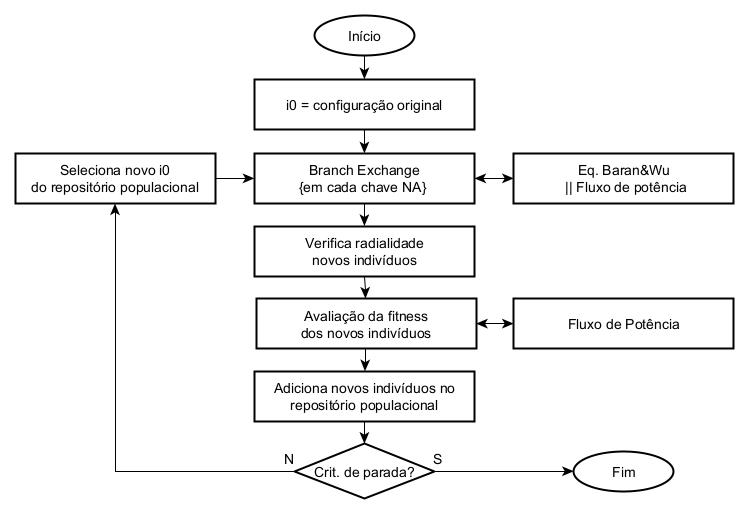 Início
i0 = configuração original
Seleciona novo i0
do repositório populacional
Branch Exchange
{em cada chave NA}
Eq. Baran&Wu
|| Fluxo de potência
Verifica radialidade
novos indivíduos
Avaliação da fitness
dos novos indivíduos
Fluxo de Potência
Adiciona novos indivíduos no
repositório populacional
N
Crit. de parada?
S
Fim